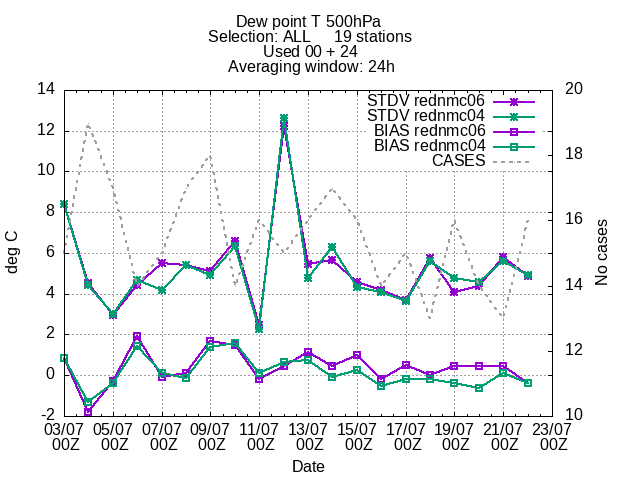 Dew point T 500hPa
Selection: ALL     19 stations
Used 00 + 24
Averaging window: 24h
14
12
10
8
6
4
2
0
-2
deg C
20
18
16
14
12
10
No cases
STDV rednmc06
STDV rednmc04
BIAS rednmc06
BIAS rednmc04
CASES
03/07 05/07 07/07 09/07 11/07 13/07 15/07 17/07 19/07 21/07 23/07
00Z 00Z 00Z 00Z 00Z 00Z 00Z 00Z 00Z 00Z 00Z
Date